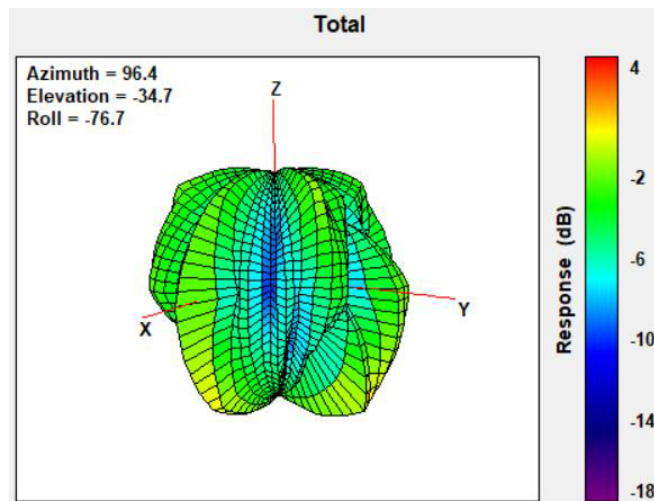 Total
Azimuth = 96.4
Elevation = -34.7
Roll = -76.7
Z
X
Y
4
-2
-6
-10
-14
-18
Response (dB)